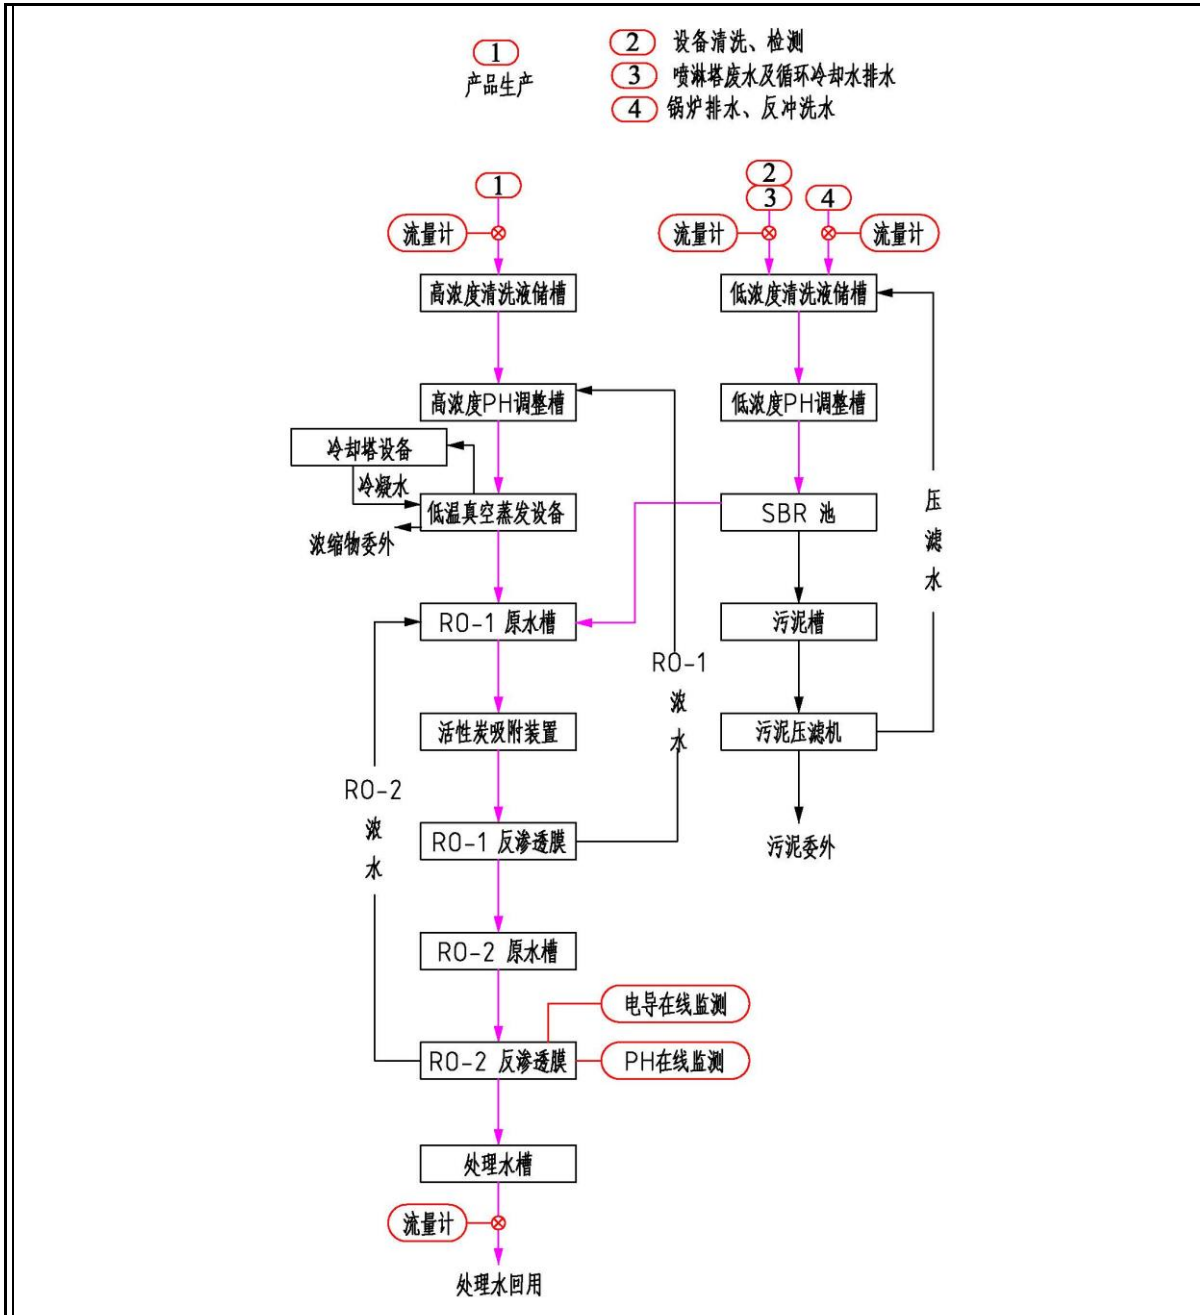 1
产品生产
2 设备清洗、检测
3 喷淋塔废水及循环冷却水排水
4 锅炉排水、反冲洗水
1
2
3
4
流量计
流量计
流量计
高浓度清洗液储槽
低浓度清洗液储槽
高浓度PH调整槽
低浓度PH调整槽
冷却塔设备
冷凝水
低温真空蒸发设备
SBR 池
压滤水
浓缩物委外
RO-1 原水槽
污泥槽
RO-1
浓
水
活性炭吸附装置
污泥压滤机
RO-2
浓
水
RO-1 反渗透膜
污泥委外
RO-2 原水槽
电导在线监测
RO-2 反渗透膜
PH在线监测
处理水槽
流量计
处理水回用